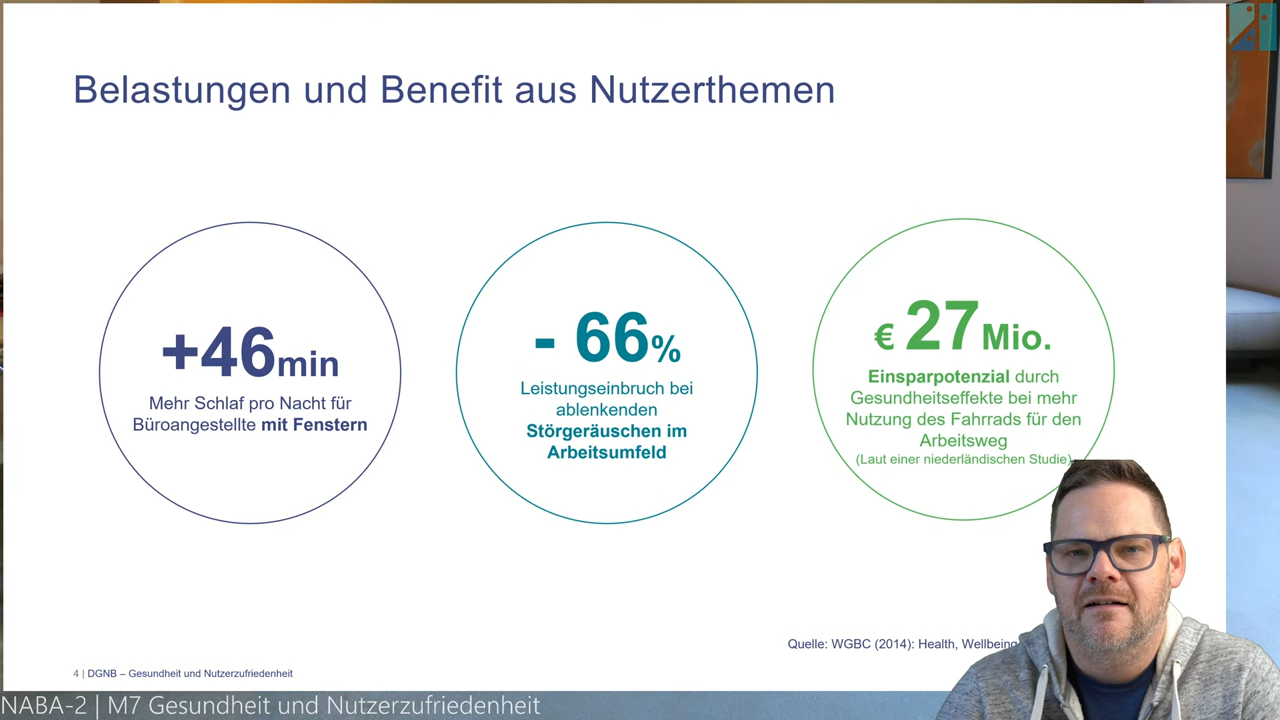 Belastungen und Benefit aus Nutzerthemen
+46min
Mehr Schlaf pro Nacht für
Büroangestellte mit Fenstern
- 66%
Leistungseinbruch bei
ablenkenden
Störgeräuschen im
Arbeitsumfeld
€ 27 Mio.
Einsparpotenzial durch
Gesundheitseffekte bei mehr
Nutzung des Fahrrads für den
Arbeitsweg
(Laut einer niederländischen Studie)
Quelle: WGBC (2014): Health, Wellbeing
4 | DGNB – Gesundheit und Nutzerzufriedenheit
NABA-2 | M7 Gesundheit und Nutzerzufriedenheit